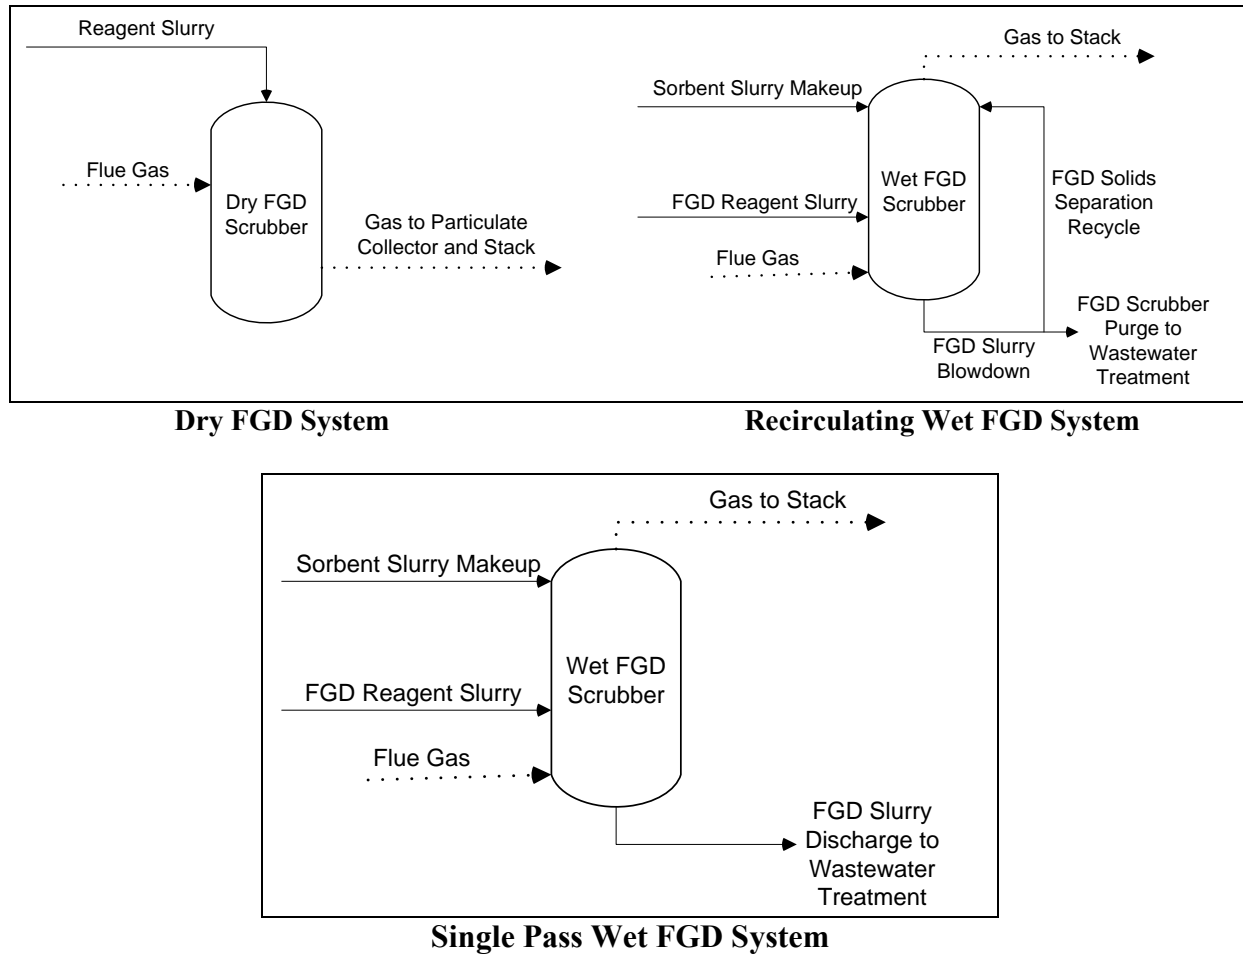 Reagent Slurry
Flue Gas
Dry FGD
Scrubber
Gas to Particulate
Collector and Stack
Gas to Stack
Sorbent Slurry Makeup
Wet FGD
Scrubber
FGD Reagent Slurry
Flue Gas
FGD Solids
Separation
Recycle
FGD Slurry
Blowdown
FGD Scrubber
Purge to
Wastewater
Treatment
Dry FGD System
Recirculating Wet FGD System
Gas to Stack
Sorbent Slurry Makeup
Wet FGD
Scrubber
FGD Reagent Slurry
Flue Gas
FGD Slurry
Discharge to
Wastewater
Treatment
Single Pass Wet FGD System